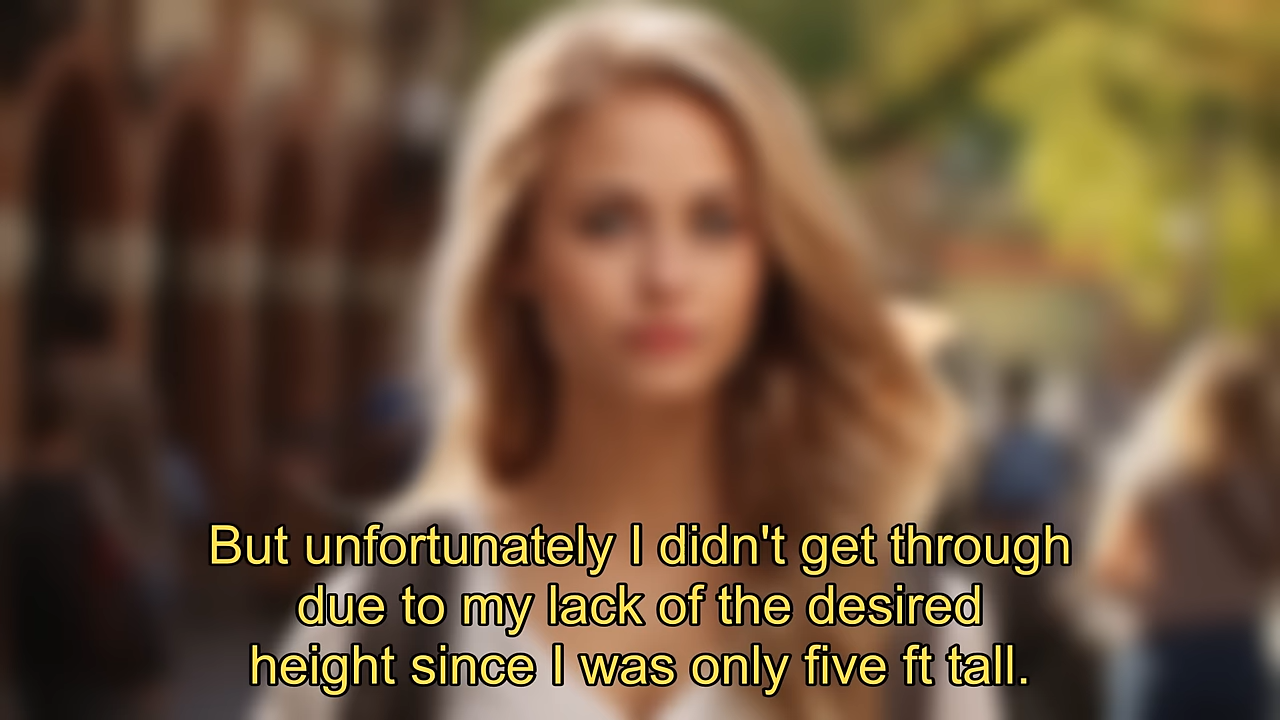 But unfortunately I didn't get through
due to my lack of the desired
height since I was only five ft tall.